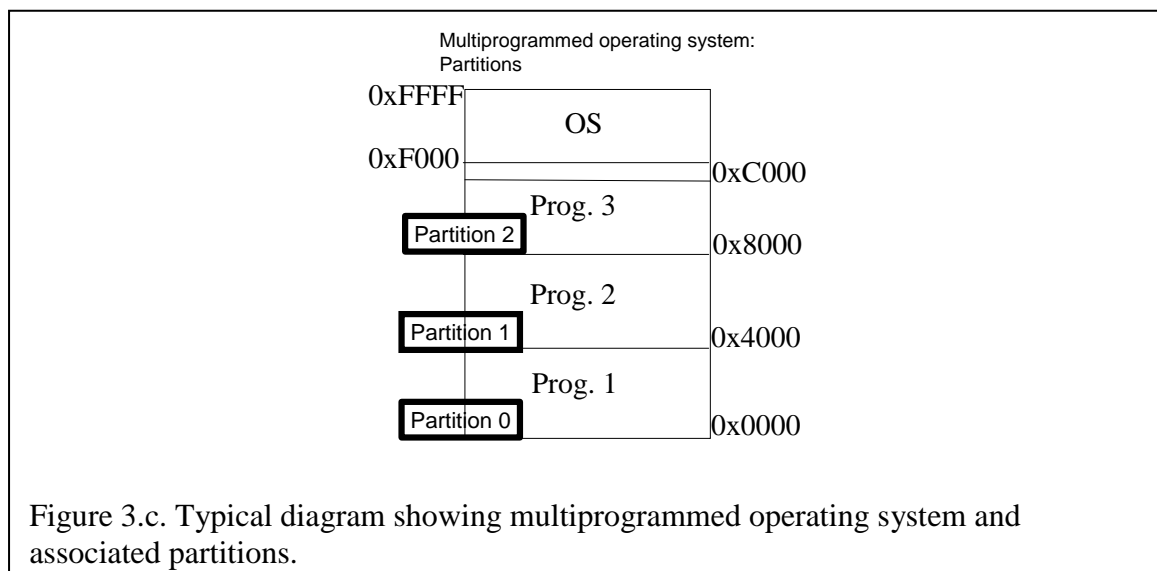 Multiprogrammed operating system:
Partitions
0xFFFF
OS
0xF000
0xC000
Prog. 3
Partition 2
0x8000
Prog. 2
Partition 1
0x4000
Prog. 1
Partition 0
0x0000
Figure 3.c. Typical diagram showing multiprogrammed operating system and
associated partitions.